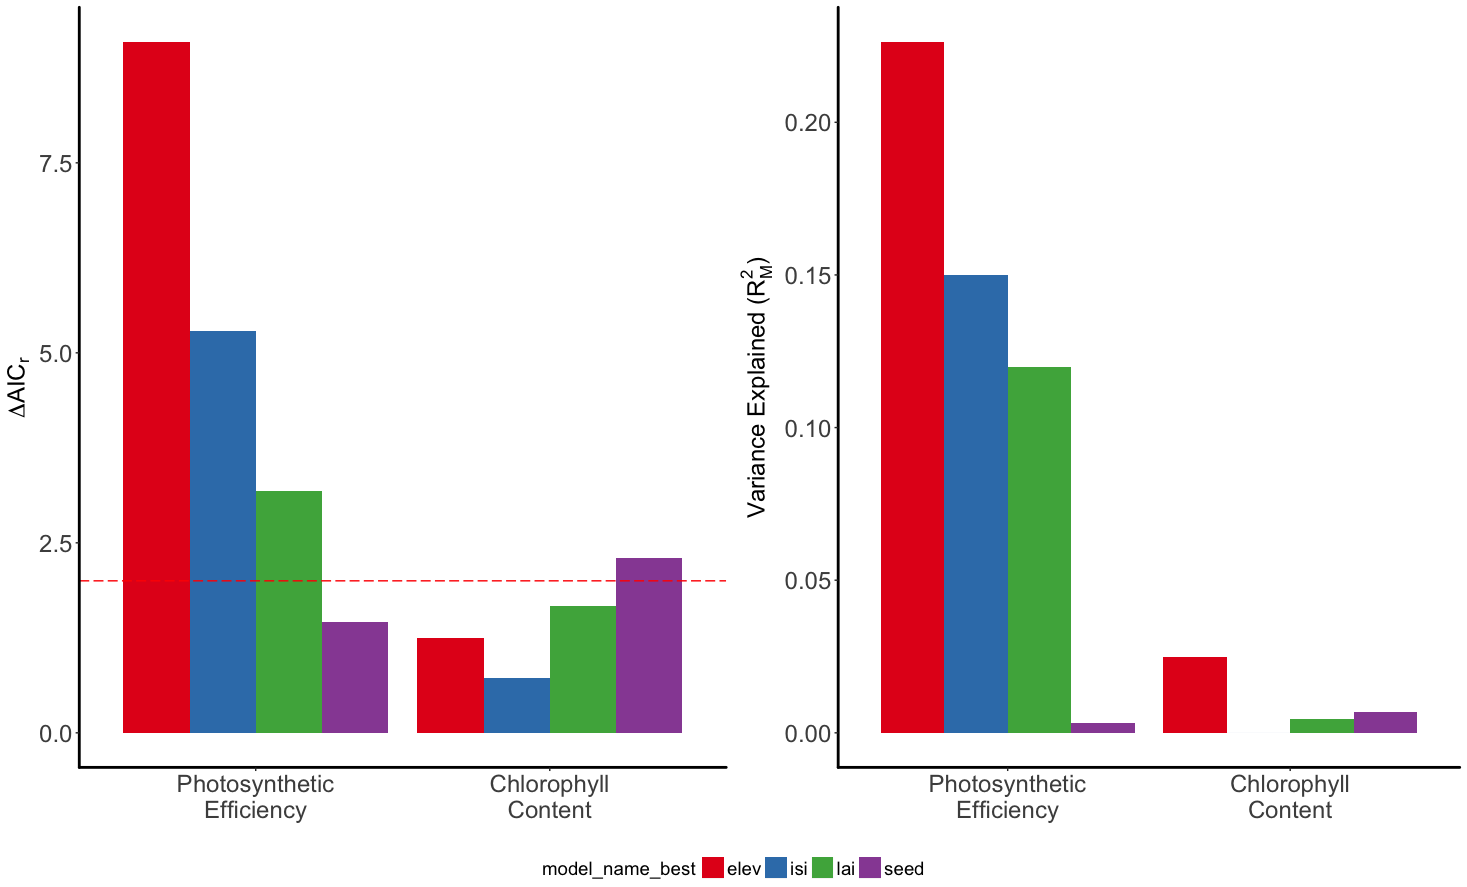 ΔAICr
7.5
5.0
2.5
0.0
Photosynthetic
Efficiency
Chlorophyll
Content
Variance Explained (R²M)
0.20
0.15
0.10
0.05
0.00
Photosynthetic
Efficiency
Chlorophyll
Content
model_name_best elev isi lai seed